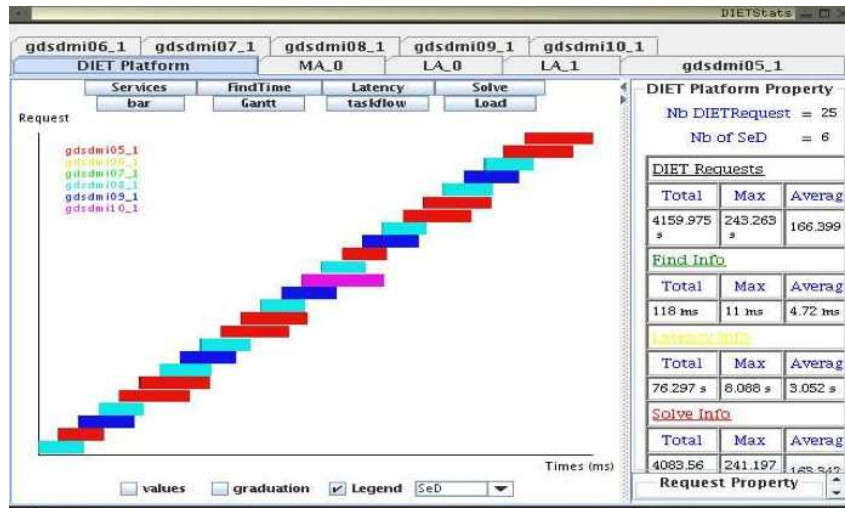 DIETStats
gdsdmi06_1 gdsdmi07_1 gdsdmi08_1 gdsdmi09_1 gdsdmi10_1
DIET Platform MA_0 LA_0 LA_1 gdsdmi05_1
Services FindTime Latency Solve
bar Gantt taskflow Load
Request
gdsdmi05_1
gdsdmi06_1
gdsdmi07_1
gdsdmi08_1
gdsdmi09_1
gdsdmi10_1
Times (ms)
values graduation Legend SeD
DIET Platform Property
Nb DIETRequest = 25
Nb of SeD = 6
DIET Requests
Total Max Averag
4159.975 s 243.263 s 166.399
Find Info
Total Max Averag
118 ms 11 ms 4.72 ms
Latency Info
Total Max Averag
76.297 s 8.088 s 3.052 s
Solve Info
Total Max Averag
4083.56 241.197
Request Property